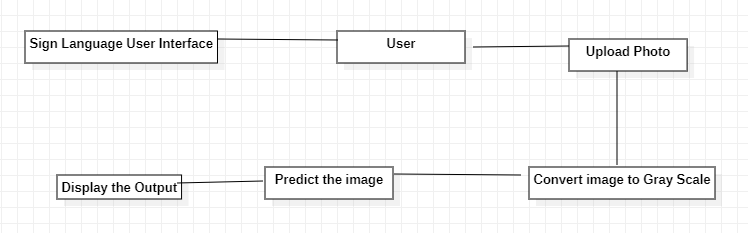 Sign Language User Interface
User
Upload Photo
Convert image to Gray Scale
Predict the image
Display the Output